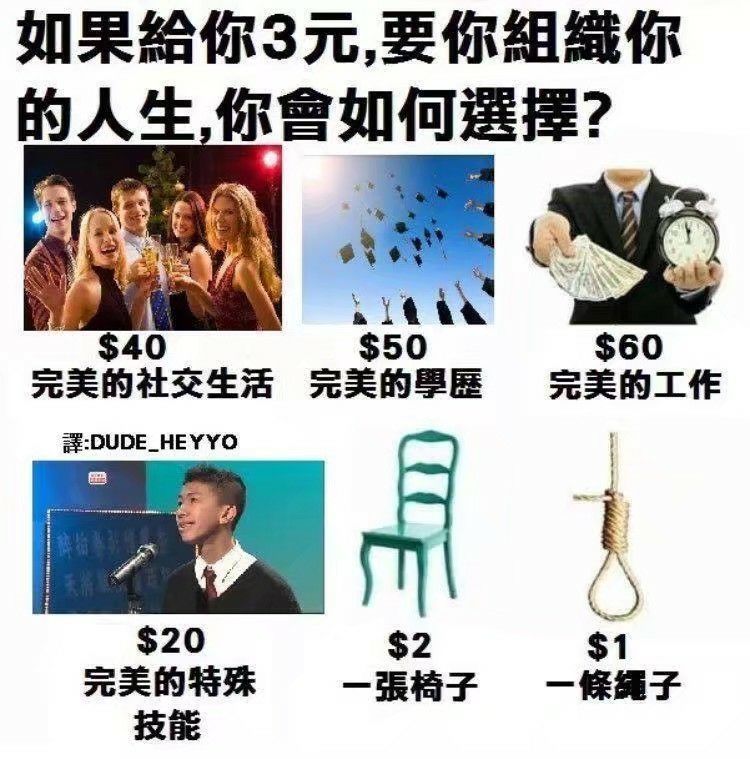 如果給你3元,要你組織你
的人生,你會如何選擇?
$40
完美的社交生活
$50
完美的學歷
$60
完美的工作
譯:DUDE_HEYYO
$20
完美的特殊
技能
$2
一張椅子
$1
一條繩子